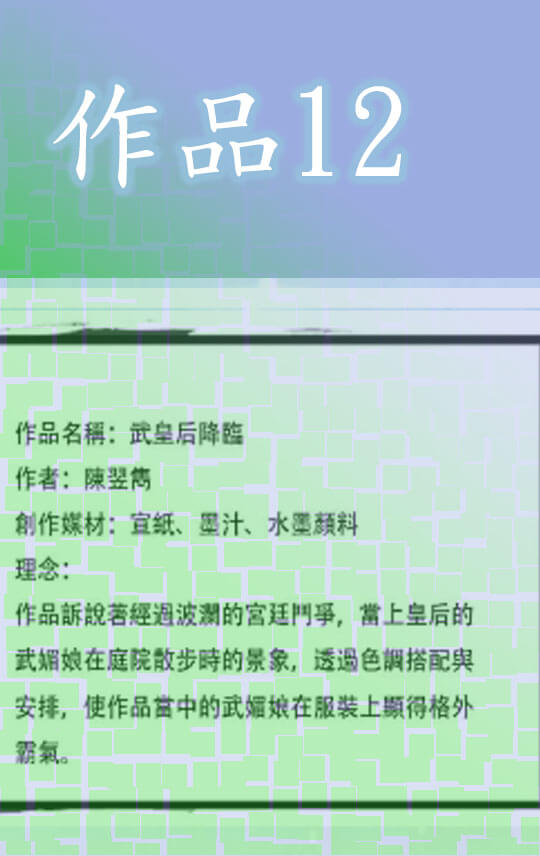 作品12
作品名稱：武皇后降臨
作者：陳翌雋
創作媒材：宣紙、墨汁、水墨顏料
理念：
作品訴說著經過波瀾的宮廷鬥爭，當上皇后的
武媚娘在庭院散步時的景象，透過色調搭配與
安排，使作品當中的武媚娘在服裝上顯得格外
霸氣。